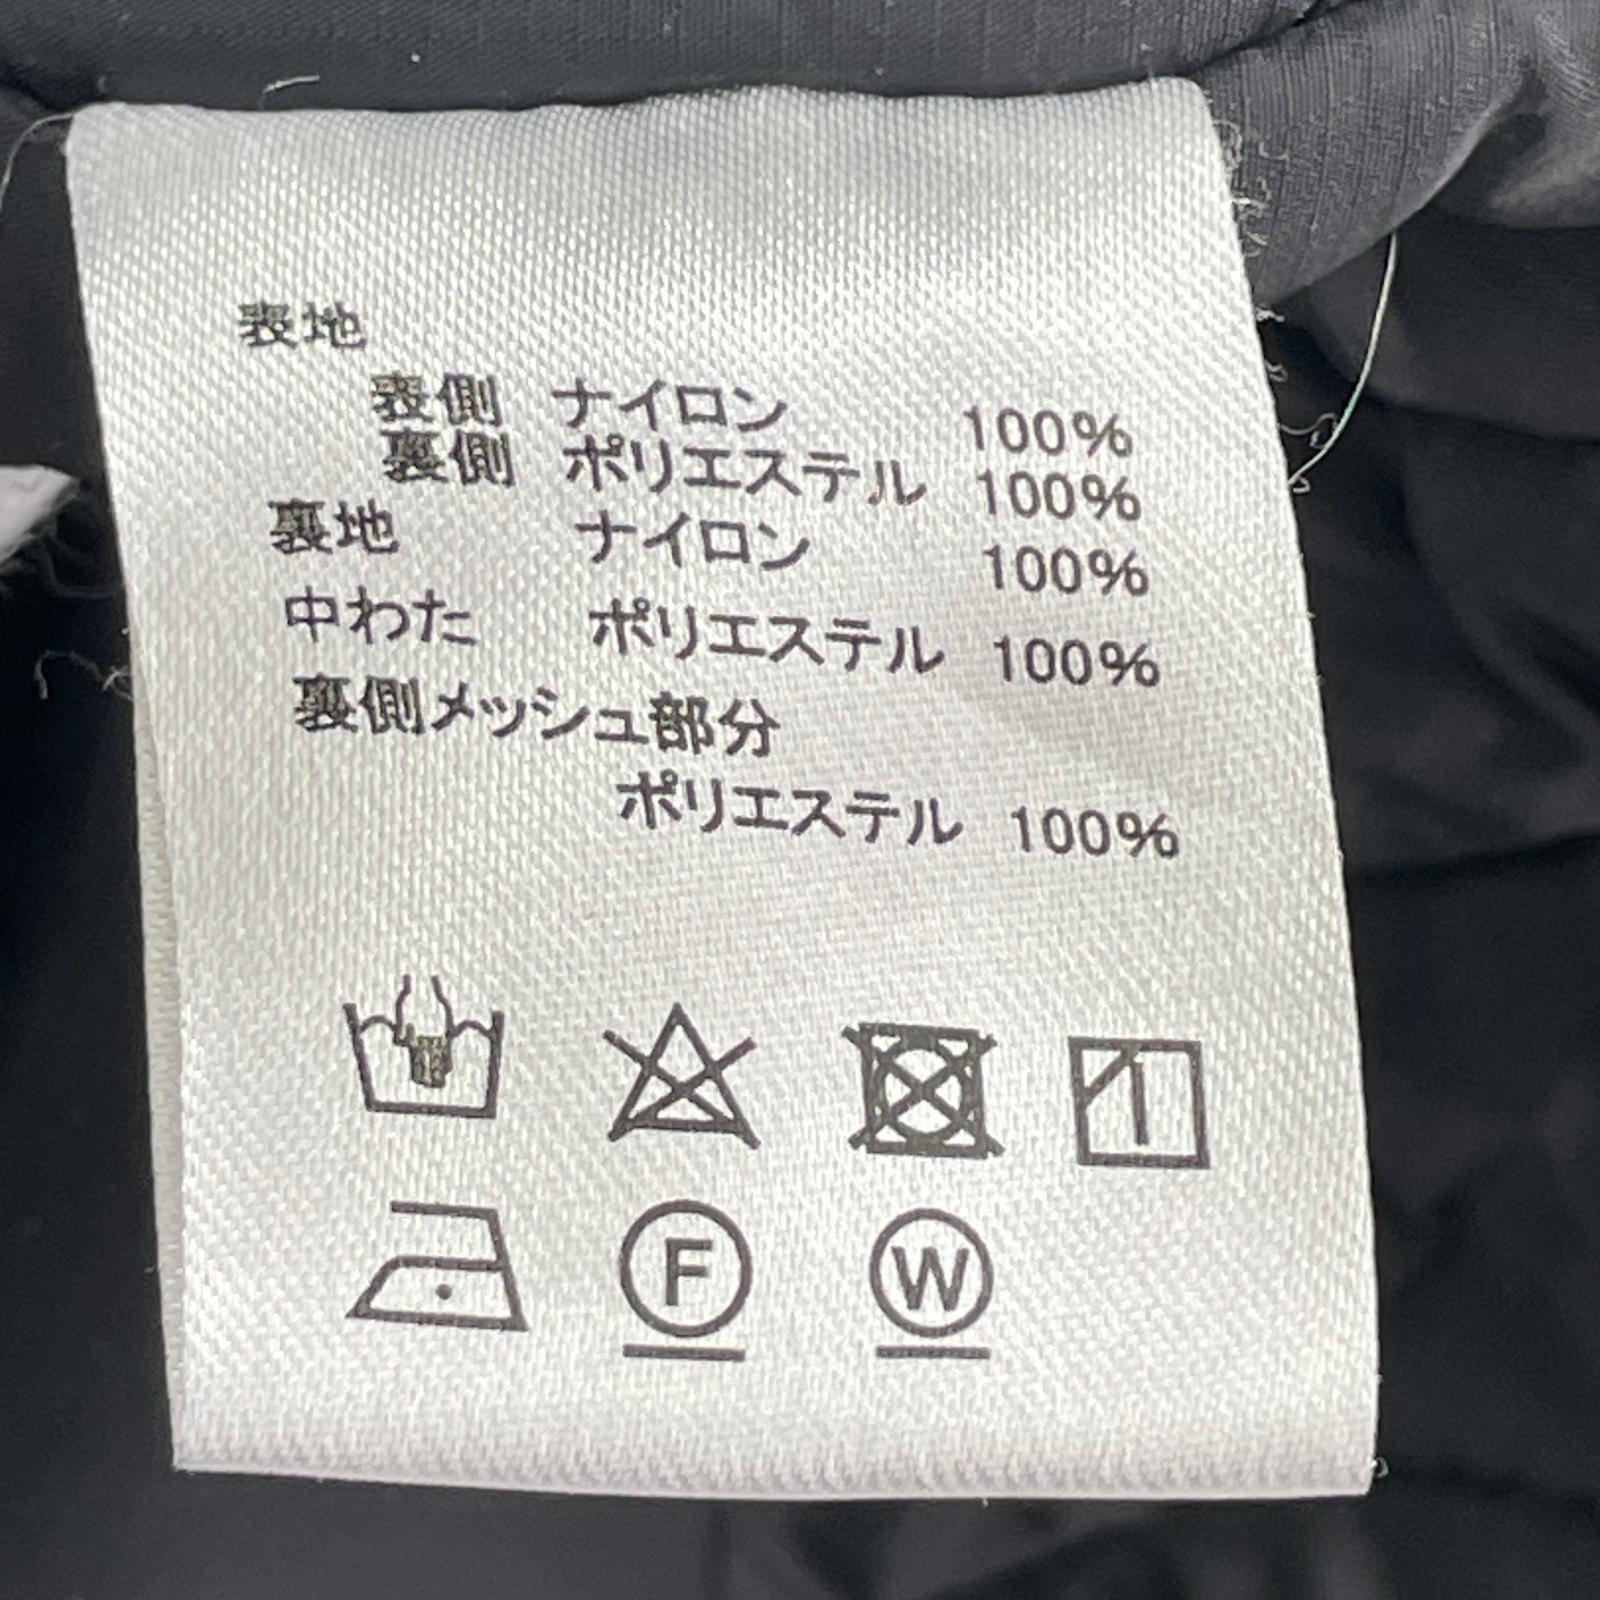 表地
表側 ナイロン 100%
裏側 ポリエステル 100%
裏地 ナイロン 100%
中わた ポリエステル 100%
裏側メッシュ部分
ポリエステル 100%
F W